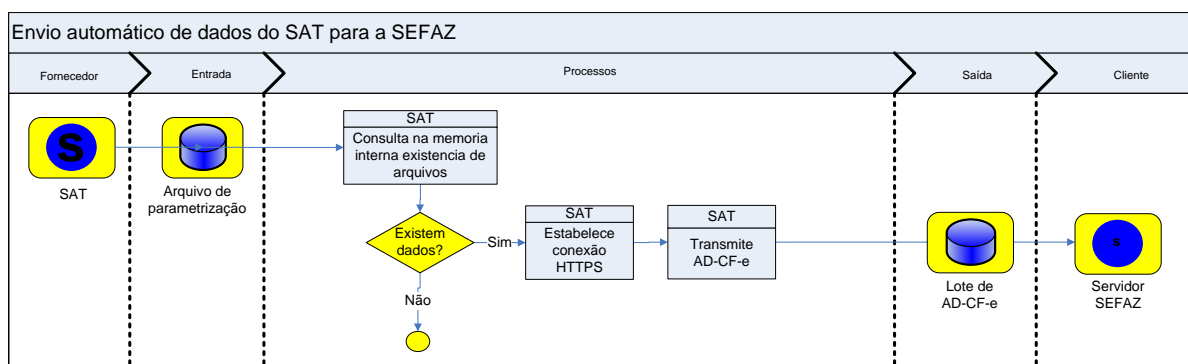 Envio automático de dados do SAT para a SEFAZ
Fornecedor
Entrada
Processos
Saída
Cliente
S
SAT
Arquivo de
parametrização
SAT
Consulta na memoria
interna existencia de
arquivos
Existem
dados?
Sim
Não
SAT
Estabelece
conexão
HTTPS
SAT
Transmite
AD-CF-e
Lote de
AD-CF-e
S
Servidor
SEFAZ